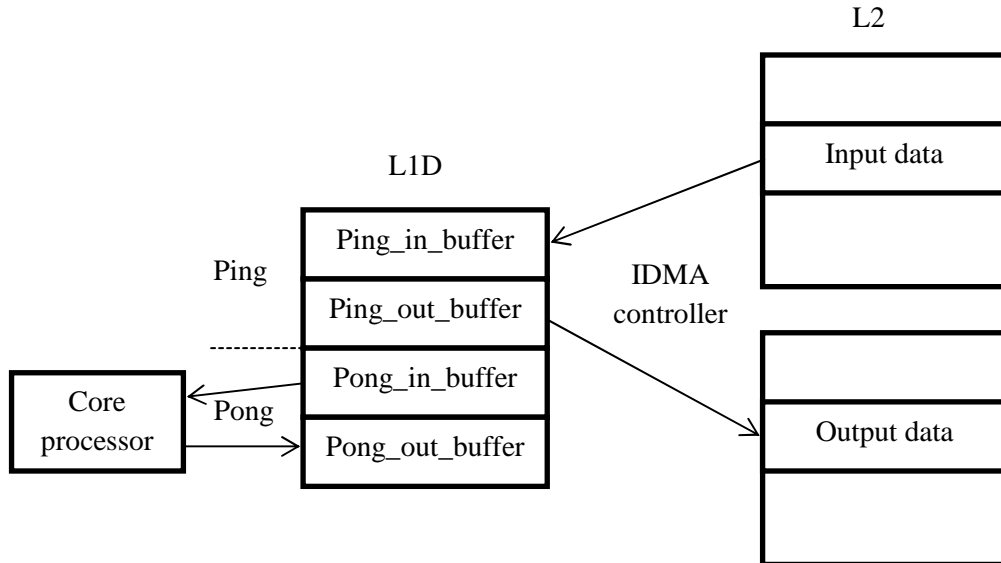 L2
Input data
L1D
Ping_in_buffer
Ping
IDMA
controller
Ping_out_buffer
Pong_in_buffer
Core
processor
Pong
Pong_out_buffer
Output data